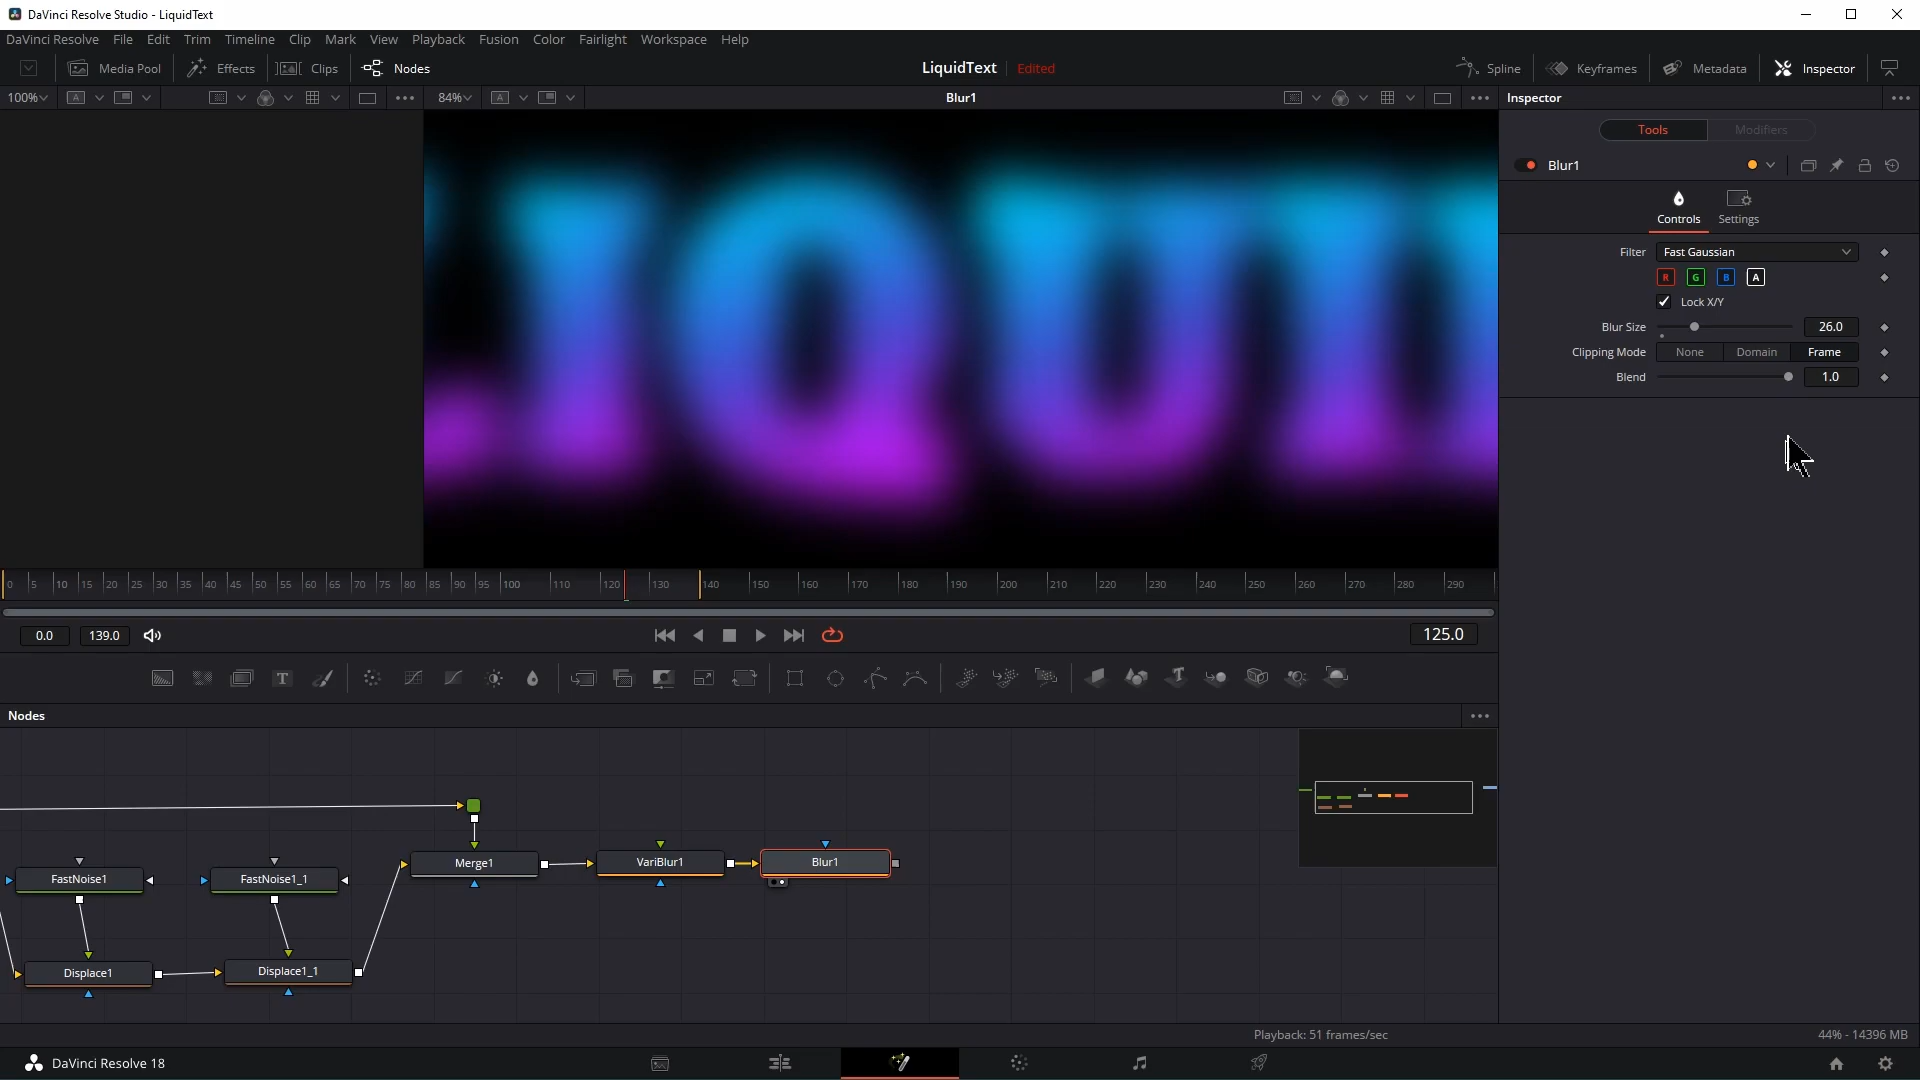 DaVinci Resolve Studio - LiquidText
DaVinci Resolve File Edit Trim Timeline Clip Mark View Playback Fusion Color Fairlight Workspace Help
Media Pool Effects Clips Nodes LiquidText Edited Spline Keyframes Metadata Inspector
100% A 84% A Blur1 Inspector
Tools Modifiers
Blur1
Controls Settings
Filter Fast Gaussian
R G B A
Lock X/Y
Blur Size 26.0
Clipping Mode None Domain Frame
Blend 1.0
LIQUI
0 5 10 15 20 25 30 35 40 45 50 55 60 65 70 75 80 85 90 95 100 110 120 130 140 150 160 170 180 190 200 210 220 230 240 250 260 270 280 290
0.0 139.0 125.0
T T
Nodes
Merge1 VariBlur1 Blur1
FastNoise1 FastNoise1_1
Displace1 Displace1_1
Playback: 51 frames/sec 44% - 14396 MB
DaVinci Resolve 18